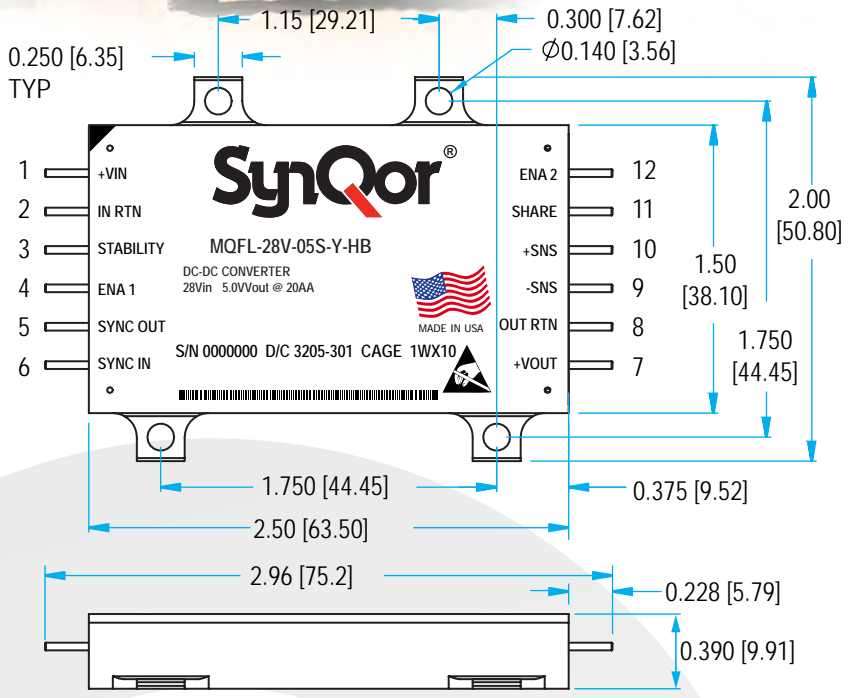 1.15 [29.21]
0.300 [7.62]
0.250 [6.35]
TYP
Ø0.140 [3.56]
1 +VIN
2 IN RTN
3 STABILITY
4 ENA 1
5 SYNC OUT
6 SYNC IN
SynQor®
MQFL-28V-05S-Y-HB
DC-DC CONVERTER
28Vin 5.0VVout @ 20AA
MADE IN USA
S/N 0000000 D/C 3205-301 CAGE 1WX10
ENA 2 12
SHARE 11
+SNS 10
-SNS 9
OUT RTN 8
+VOUT 7
2.00
[50.80]
1.50
[38.10]
1.750
[44.45]
1.750 [44.45]
0.375 [9.52]
2.50 [63.50]
2.96 [75.2]
0.228 [5.79]
0.390 [9.91]